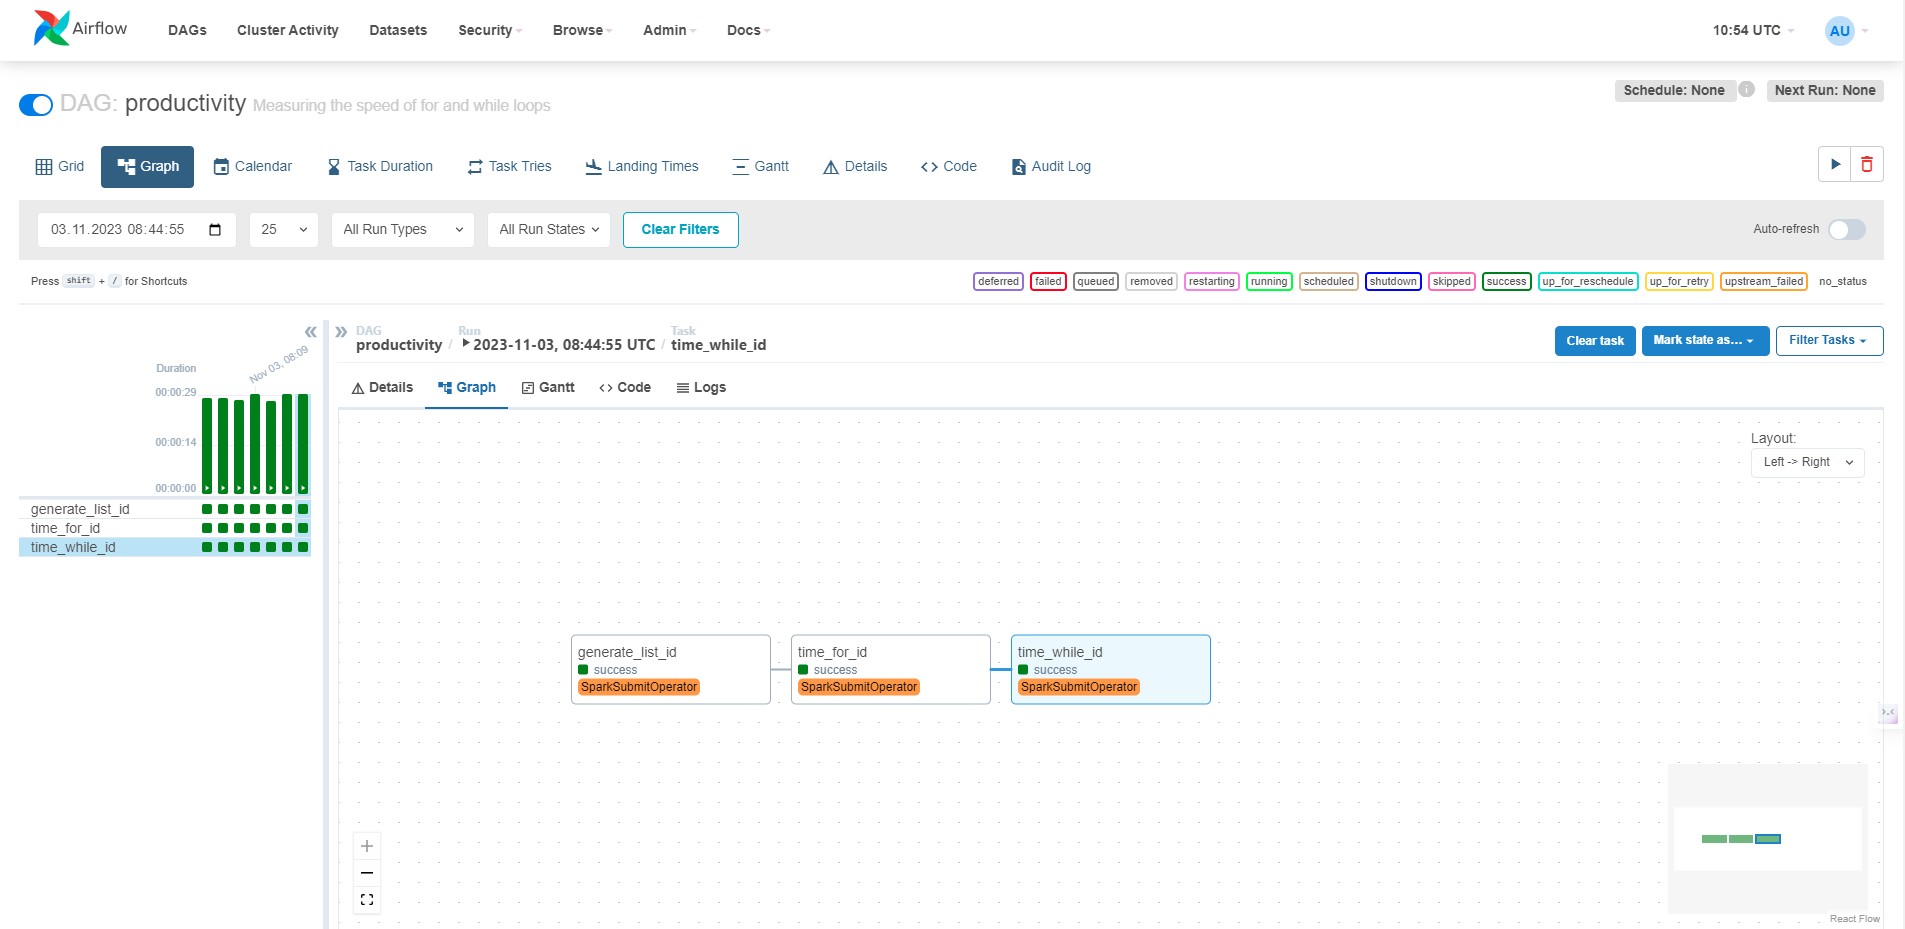 Airflow DAGs Cluster Activity Datasets Security Browse Admin Docs 10:54 UTC AU
DAG: productivity Measuring the speed of for and while loops
Schedule: None i Next Run: None
Grid Graph Calendar Task Duration Task Tries Landing Times Gantt Details Code Audit Log
03.11.2023 08:44:55 25 All Run Types All Run States Clear Filters Auto-refresh
Press shift + / for Shortcuts
deferred failed queued removed restarting running scheduled shutdown skipped success up_for_reschedule up_for_retry upstream_failed no_status
Duration
Nov 03, 08:09
00:00:29
00:00:14
00:00:00
generate_list_id
time_for_id
time_while_id
DAG Run Task
productivity / 2023-11-03, 08:44:55 UTC / time_while_id
Clear task Mark state as... Filter Tasks
Details Graph Gantt Code Logs
Layout:
Left -> Right
generate_list_id
success
SparkSubmitOperator
time_for_id
success
SparkSubmitOperator
time_while_id
success
SparkSubmitOperator
React Flow